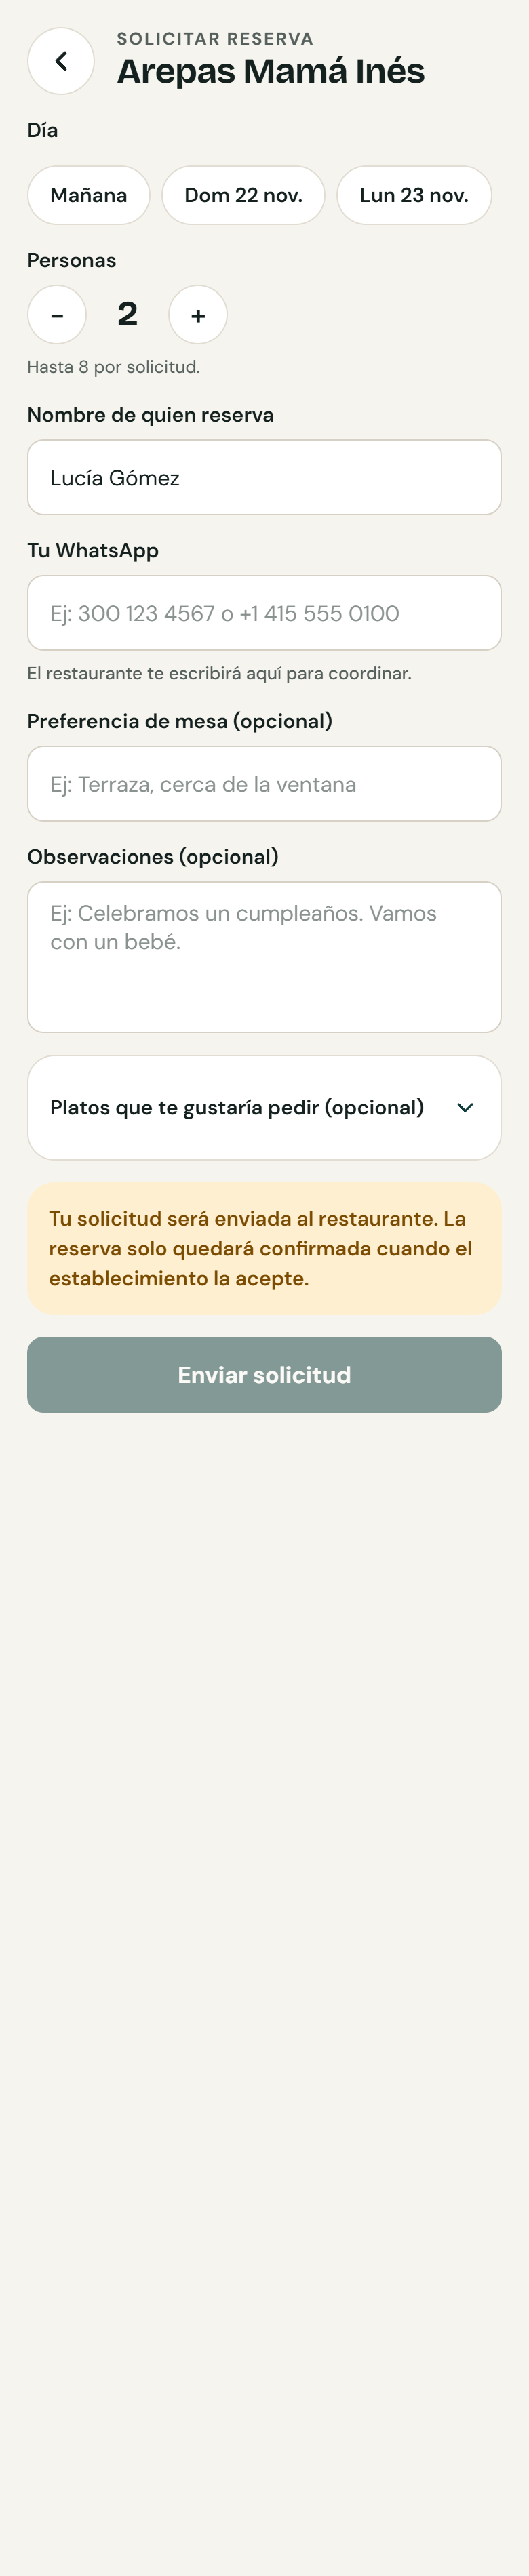 SOLICITAR RESERVA
Arepas Mamá Inés
Día
Mañana
Dom 22 nov.
Lun 23 nov.
Personas
- 2 +
Hasta 8 por solicitud.
Nombre de quien reserva
Lucía Gómez
Tu WhatsApp
Ej: 300 123 4567 o +1 415 555 0100
El restaurante te escribirá aquí para coordinar.
Preferencia de mesa (opcional)
Ej: Terraza, cerca de la ventana
Observaciones (opcional)
Ej: Celebramos un cumpleaños. Vamos
con un bebé.
Platos que te gustaría pedir (opcional)
Tu solicitud será enviada al restaurante. La
reserva solo quedará confirmada cuando el
establecimiento la acepte.
Enviar solicitud